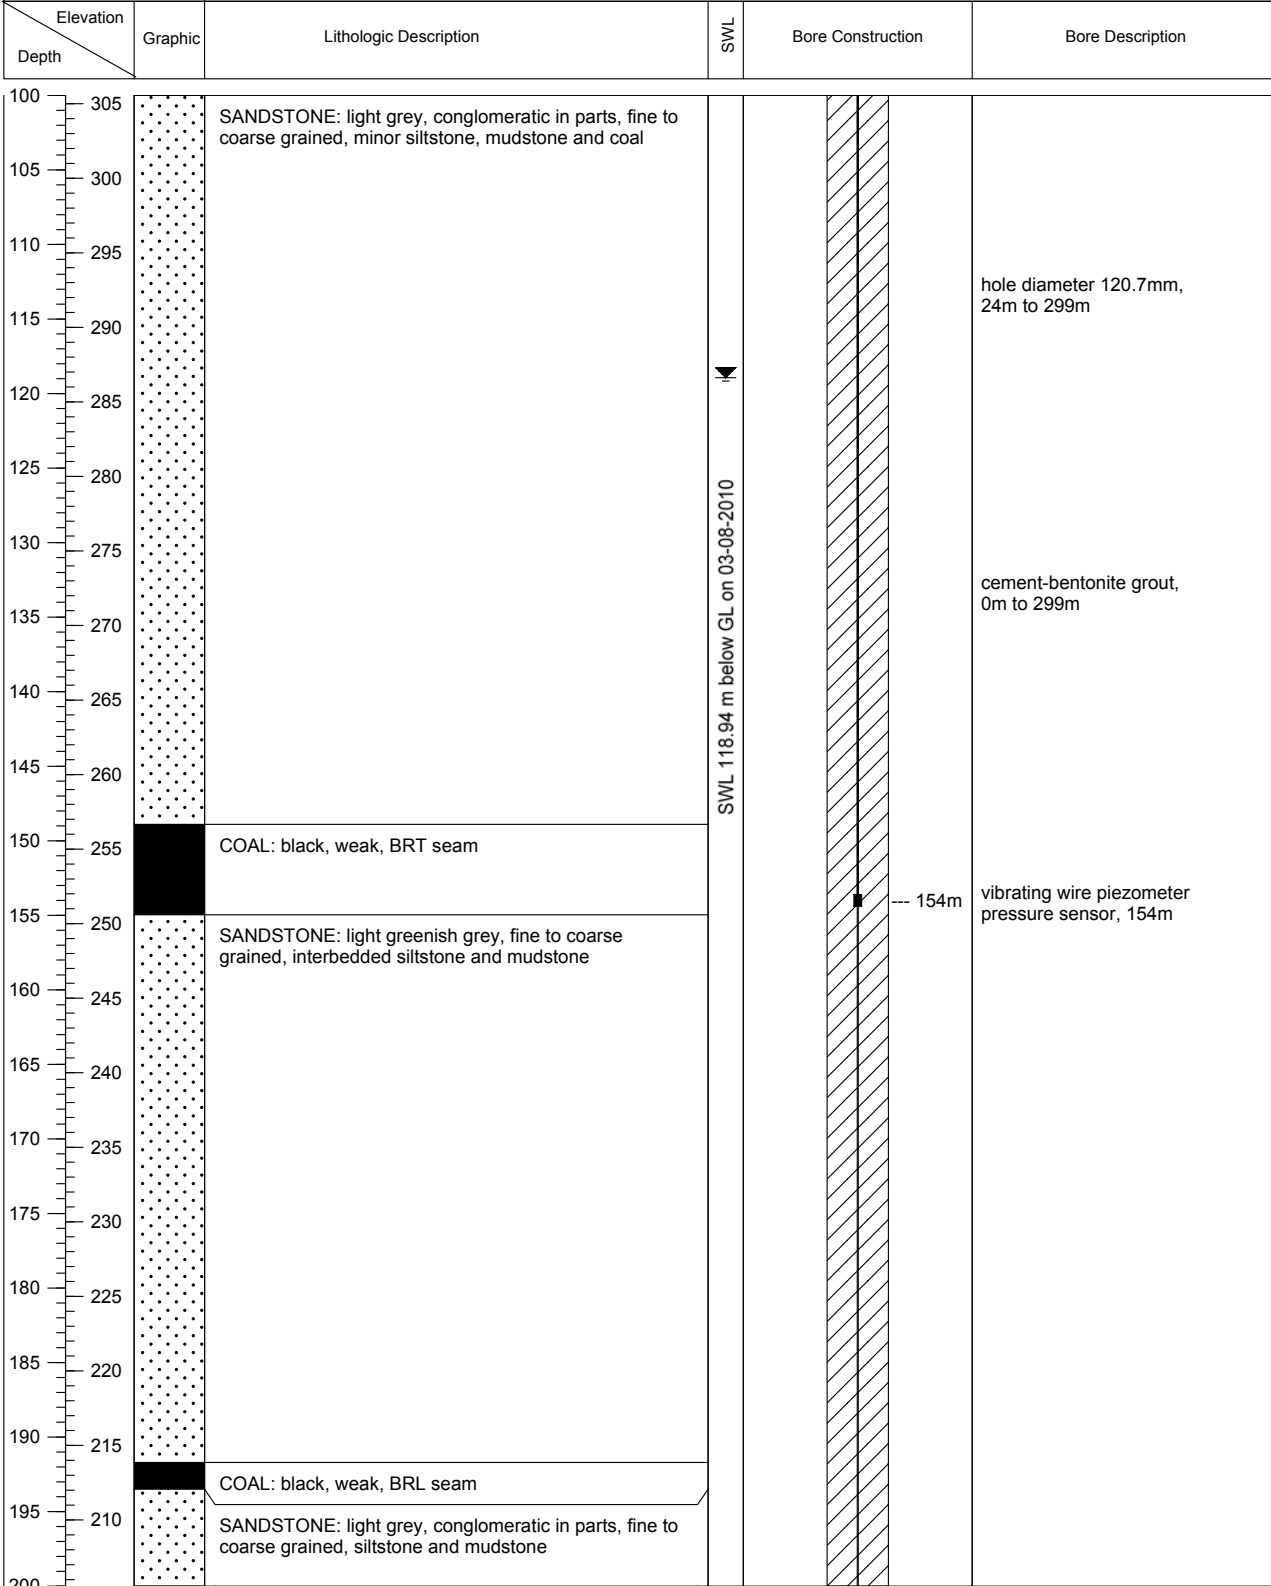 Elevation
Depth
Graphic
Lithologic Description
SWL
Bore Construction
Bore Description
100
305
SANDSTONE: light grey, conglomeratic in parts, fine to
coarse grained, minor siltstone, mudstone and coal
105
300
110
295
hole diameter 120.7mm,
24m to 299m
115
290
120
285
125
280
SWL 118.94 m below GL on 03-08-2010
130
275
cement-bentonite grout,
0m to 299m
135
270
140
265
145
260
150
255
COAL: black, weak, BRT seam
--- 154m
vibrating wire piezometer
pressure sensor, 154m
155
250
SANDSTONE: light greenish grey, fine to coarse
grained, interbedded siltstone and mudstone
160
245
165
240
170
235
175
230
180
225
185
220
190
215
COAL: black, weak, BRL seam
195
210
SANDSTONE: light grey, conglomeratic in parts, fine to
coarse grained, siltstone and mudstone
200